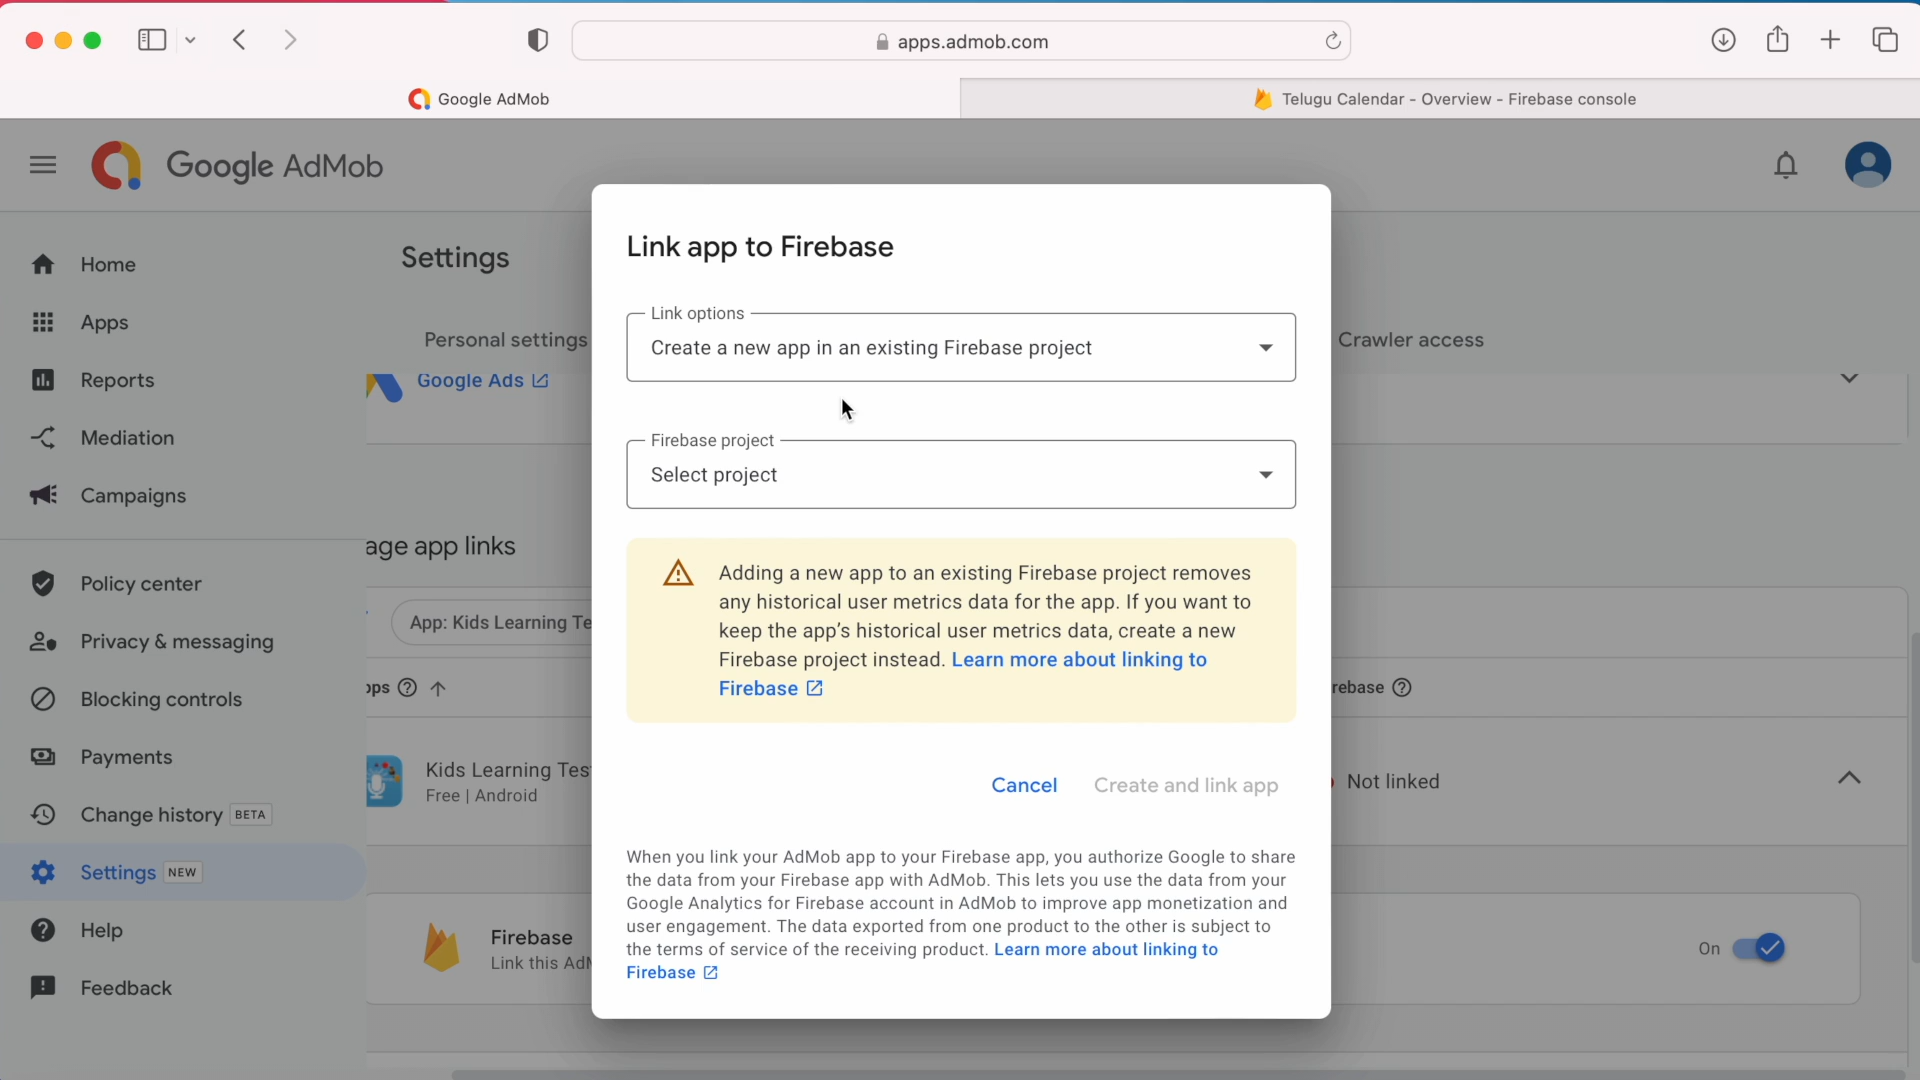 apps.admob.com
Google AdMob
Telugu Calendar - Overview - Firebase console
Google AdMob
Home
Apps
Reports
Mediation
Campaigns
Policy center
Privacy & messaging
Blocking controls
Payments
Change history BETA
Settings NEW
Help
Feedback
Settings
Personal settings
Crawler access
Google Ads
age app links
App: Kids Learning Te
pps
rebase
Kids Learning Tes
Free | Android
Not linked
Firebase
Link this AdM
On
Link app to Firebase
Link options
Create a new app in an existing Firebase project
Firebase project
Select project
Adding a new app to an existing Firebase project removes
any historical user metrics data for the app. If you want to
keep the app's historical user metrics data, create a new
Firebase project instead. Learn more about linking to
Firebase
Cancel
Create and link app
When you link your AdMob app to your Firebase app, you authorize Google to share
the data from your Firebase app with AdMob. This lets you use the data from your
Google Analytics for Firebase account in AdMob to improve app monetization and
user engagement. The data exported from one product to the other is subject to
the terms of service of the receiving product. Learn more about linking to
Firebase